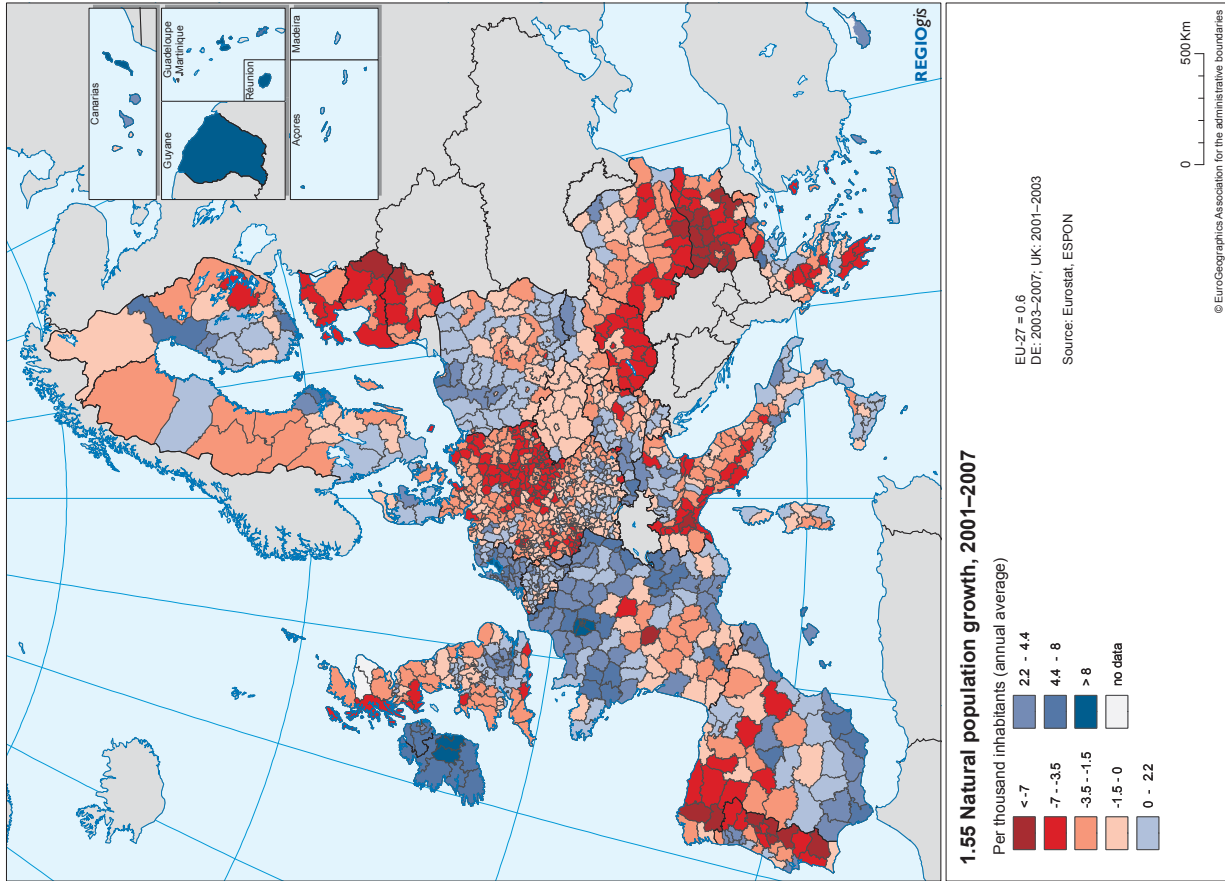 Canarias
Guyane
Guadeloupe
Martinique
Réunion
Açores
Madeira
REGIOgis
1.55 Natural population growth, 2001–2007
Per thousand inhabitants (annual average)
< -7
-7 - -3.5
-3.5 - -1.5
-1.5 - 0
0 - 2.2
2.2 - 4.4
4.4 - 8
> 8
no data
EU-27 = 0.6
DE: 2003–2007; UK: 2001–2003
Source: Eurostat, ESPON
0 500 Km
© EuroGeographics Association for the administrative boundaries